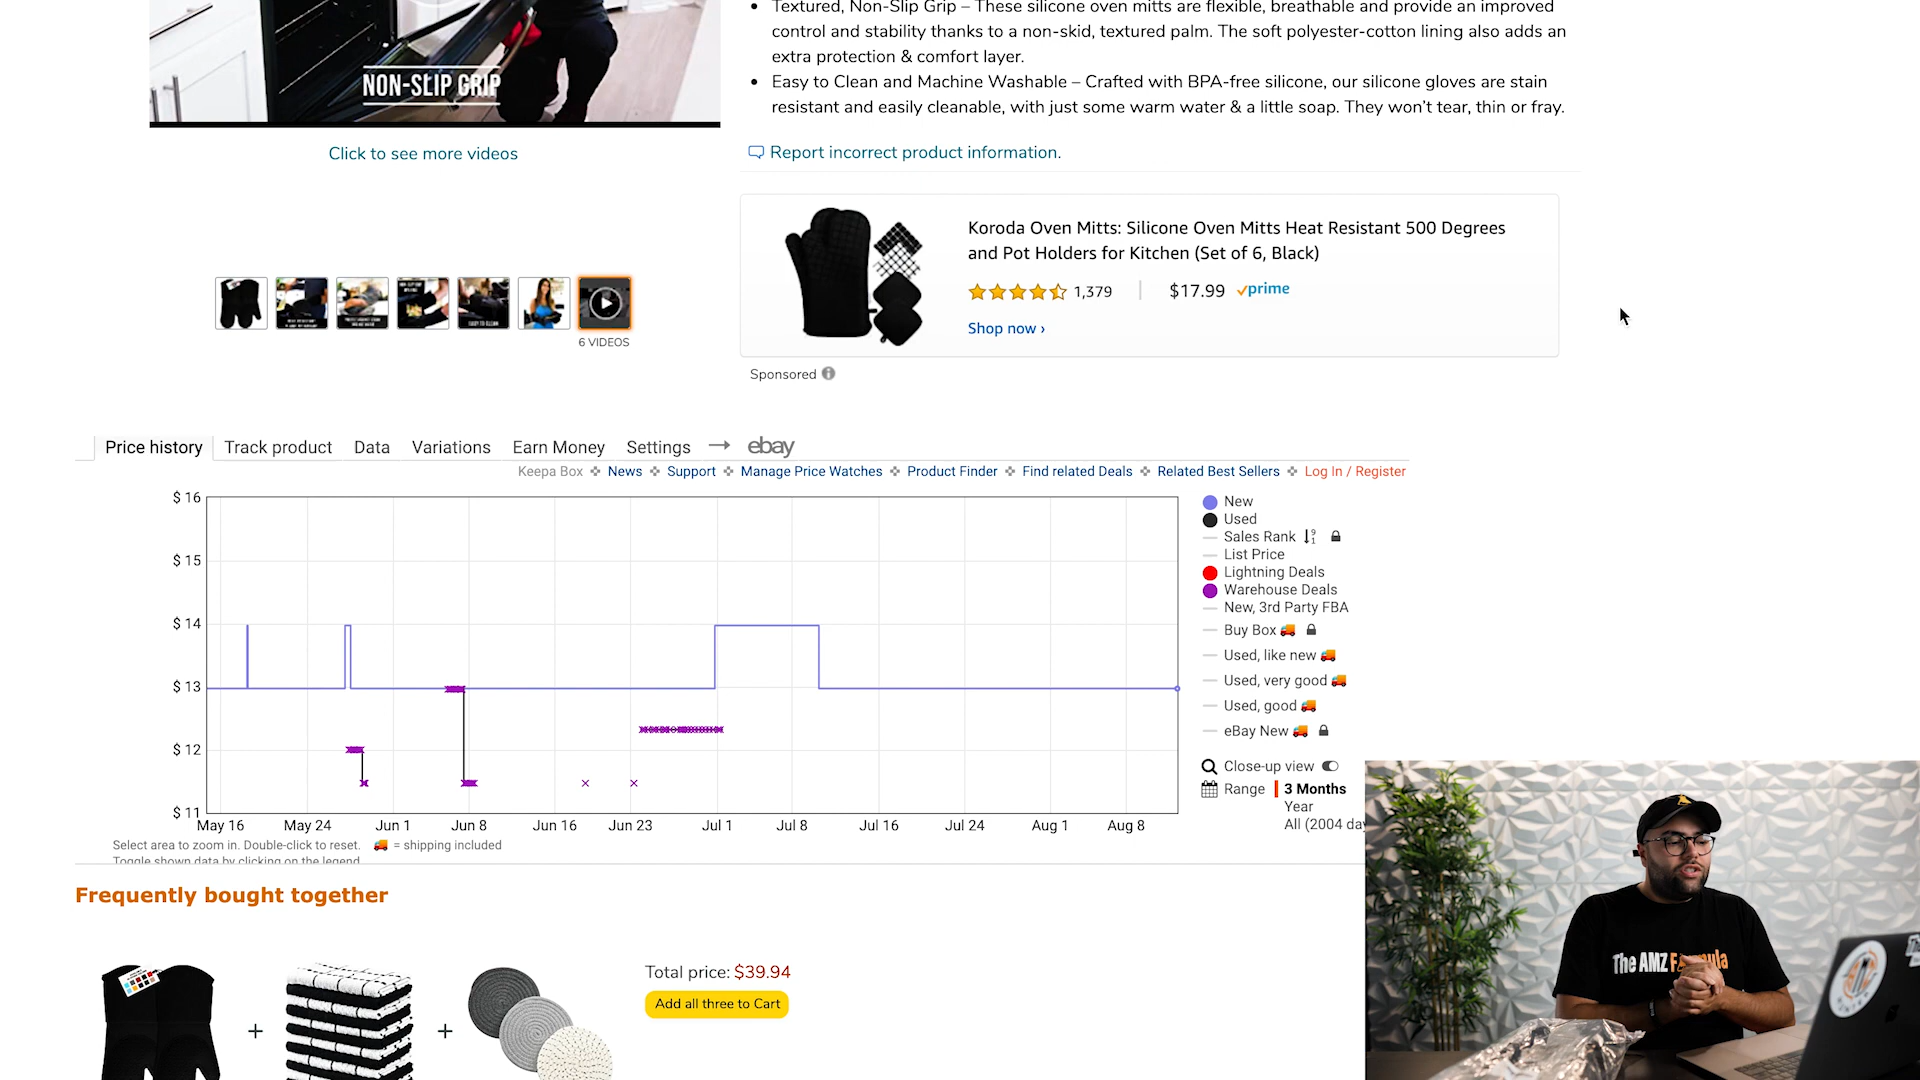 Textured, Non-Slip Grip – These silicone oven mitts are flexible, breathable and provide an improved
control and stability thanks to a non-skid, textured palm. The soft polyester-cotton lining also adds an
extra protection & comfort layer.
Easy to Clean and Machine Washable – Crafted with BPA-free silicone, our silicone gloves are stain
resistant and easily cleanable, with just some warm water & a little soap. They won't tear, thin or fray.
NON-SLIP GRIP
Click to see more videos
Report incorrect product information.
Koroda Oven Mitts: Silicone Oven Mitts Heat Resistant 500 Degrees
and Pot Holders for Kitchen (Set of 6, Black)
1,379 $17.99 prime
Shop now ›
Sponsored
6 VIDEOS
Price history Track product Data Variations Earn Money Settings → ebay
Keepa Box News Support Manage Price Watches Product Finder Find related Deals Related Best Sellers Log In / Register
$ 16
$ 15
$ 14
$ 13
$ 12
$ 11
May 16 May 24 Jun 1 Jun 8 Jun 16 Jun 23 Jul 1 Jul 8 Jul 16 Jul 24 Aug 1 Aug 8
New
Used
Sales Rank
List Price
Lightning Deals
Warehouse Deals
New, 3rd Party FBA
Buy Box
Used, like new
Used, very good
Used, good
eBay New
Close-up view
Range 3 Months
Year
All (2004 day
Select area to zoom in. Double-click to reset. = shipping included
Toggle shown data by clicking on the legend.
Frequently bought together
+ +
Total price: $39.94
Add all three to Cart
The AMZ